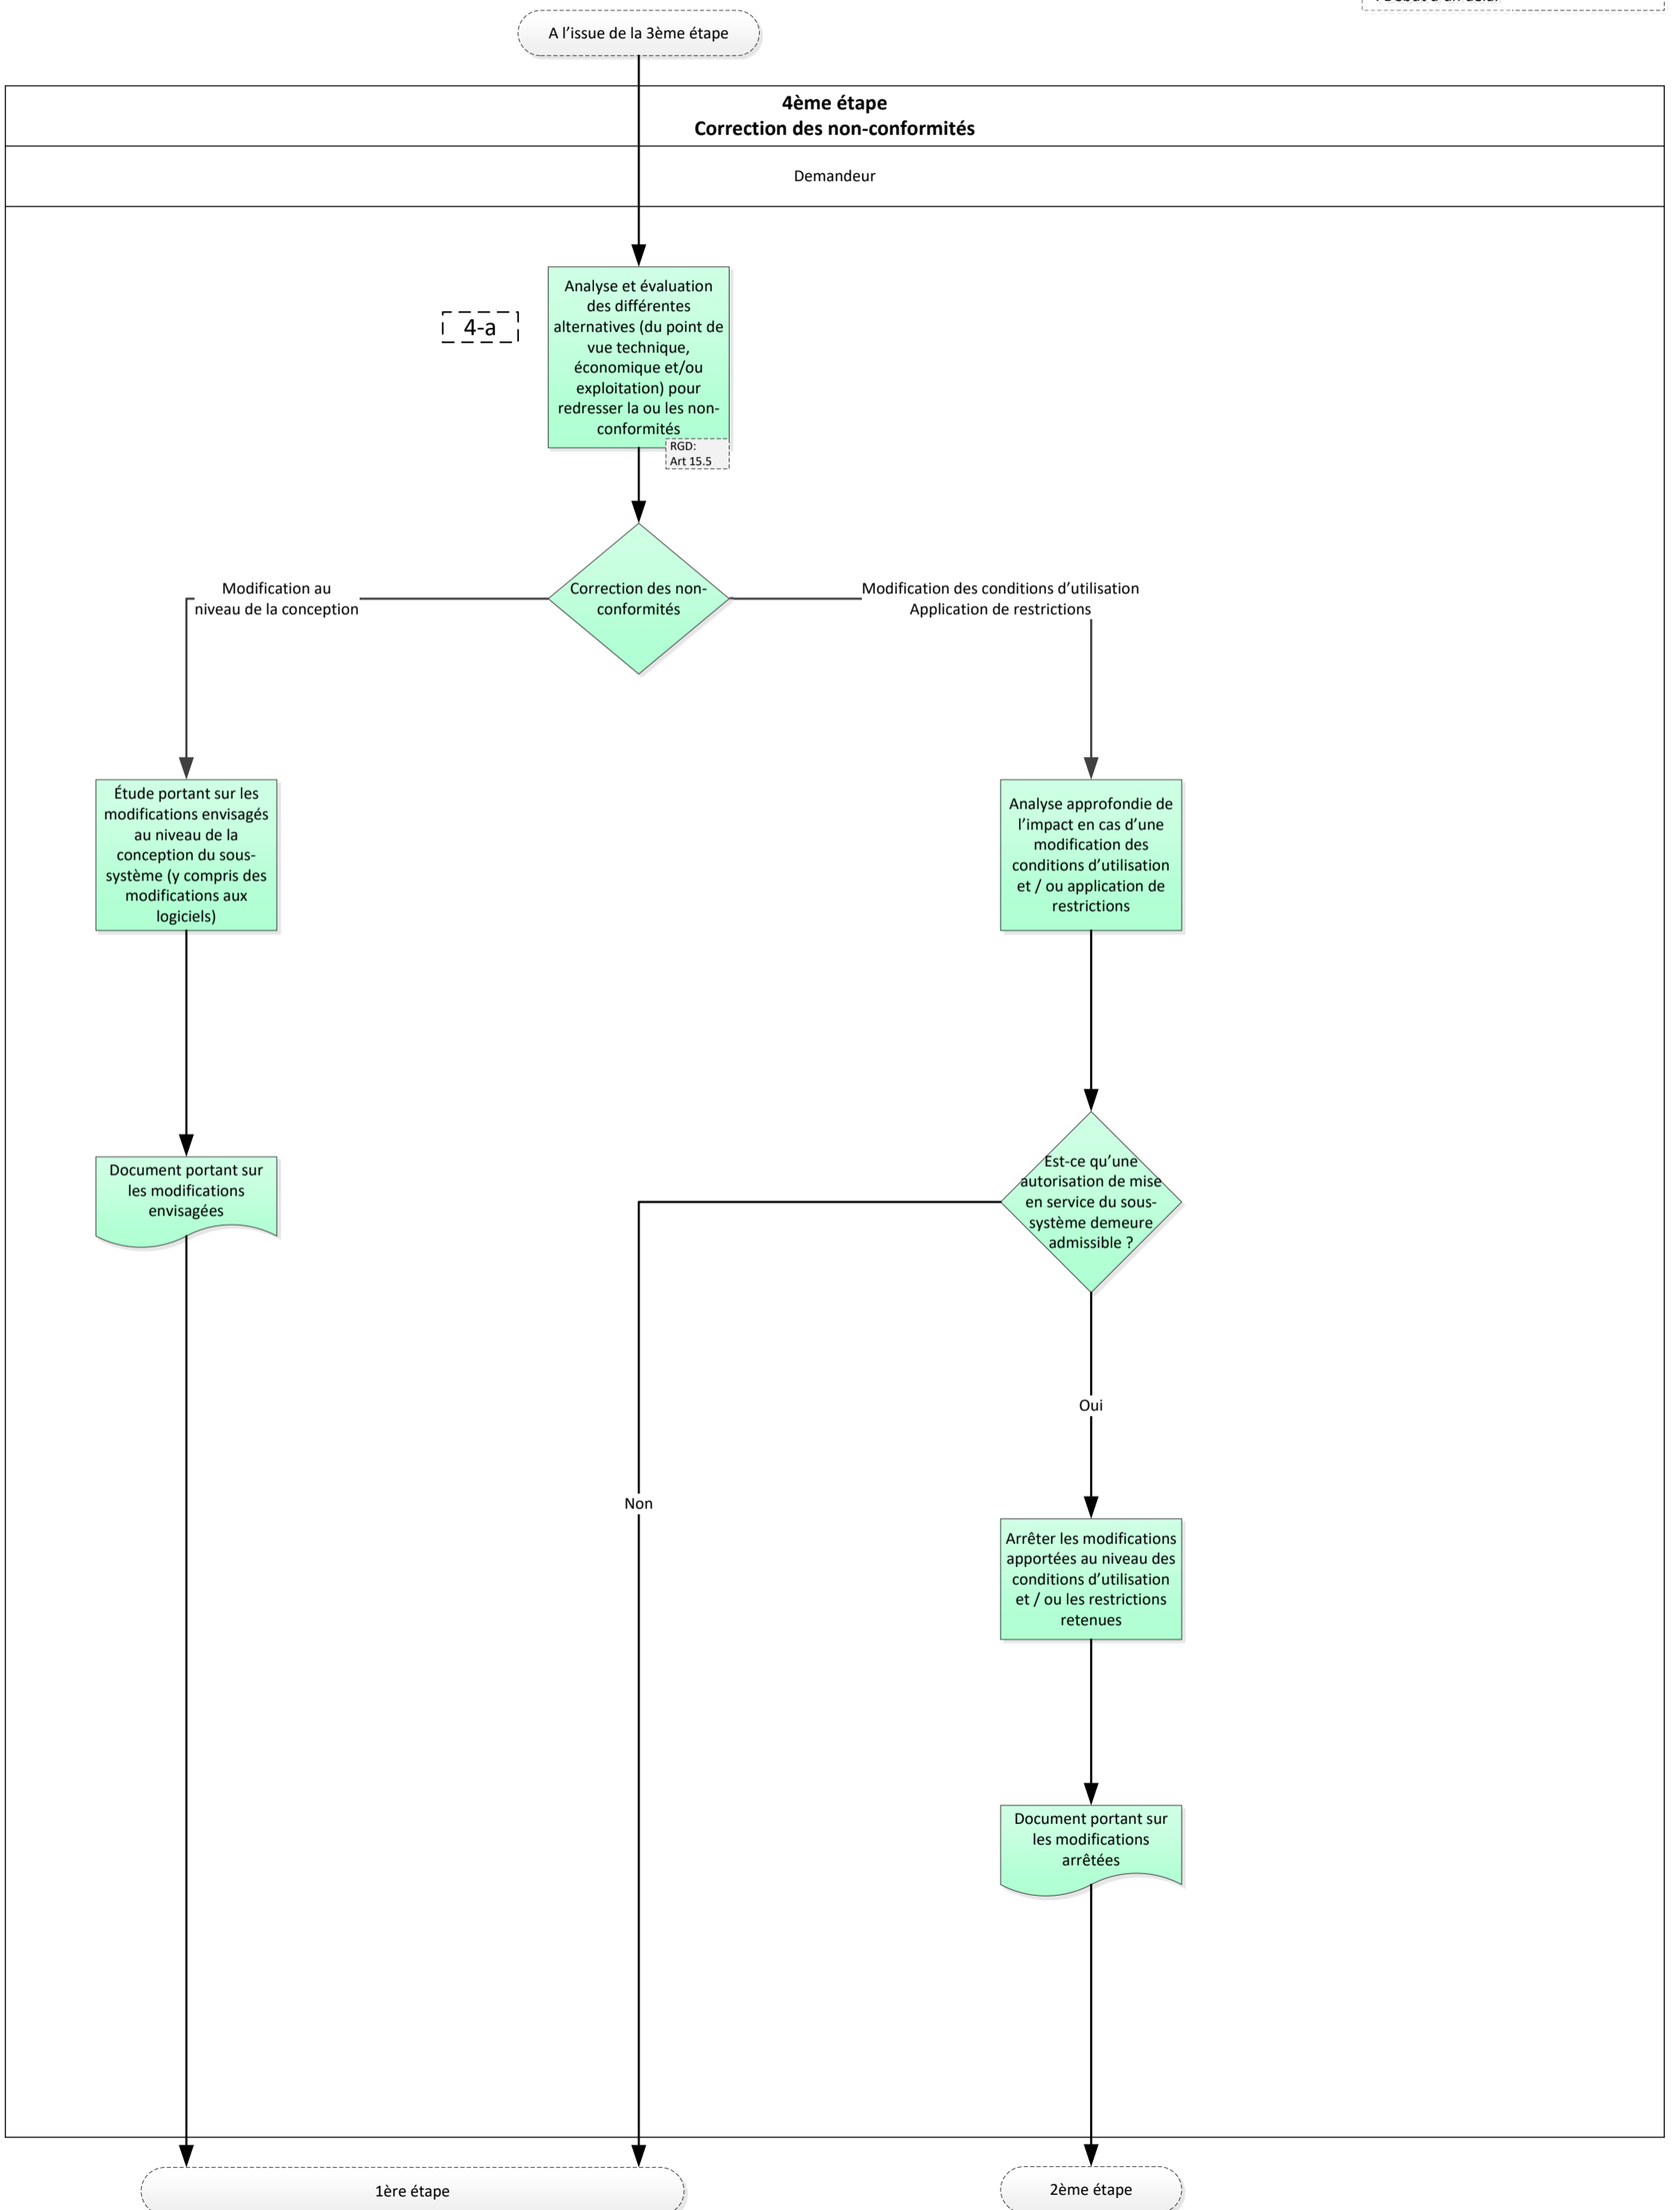 A l'issue de la 3ème étape
4ème étape
Correction des non-conformités
Demandeur
4-a
Analyse et évaluation
des différentes
alternatives (du point de
vue technique,
économique et/ou
exploitation) pour
redresser la ou les non-
conformités
RGD:
Art 15.5
Modification au
niveau de la conception
Correction des non-
conformités
Modification des conditions d'utilisation
Application de restrictions
Étude portant sur les
modifications envisagés
au niveau de la
conception du sous-
système (y compris des
modifications aux
logiciels)
Analyse approfondie de
l'impact en cas d'une
modification des
conditions d'utilisation
et / ou application de
restrictions
Document portant sur
les modifications
envisagées
Est-ce qu'une
autorisation de mise
en service du sous-
système demeure
admissible ?
Oui
Non
Arrêter les modifications
apportées au niveau des
conditions d'utilisation
et / ou les restrictions
retenues
Document portant sur
les modifications
arrêtées
1ère étape
2ème étape